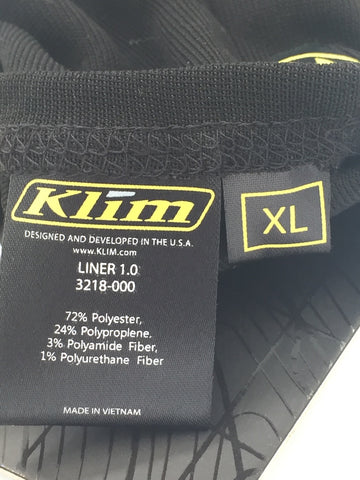 Klim
XL
DESIGNED AND DEVELOPED IN THE U.S.A.
www.KLIM.com
LINER 1.0
3218-000
72% Polyester,
24% Polyproplene.
3% Polyamide Fiber,
1% Polyurethane Fiber
MADE IN VIETNAM